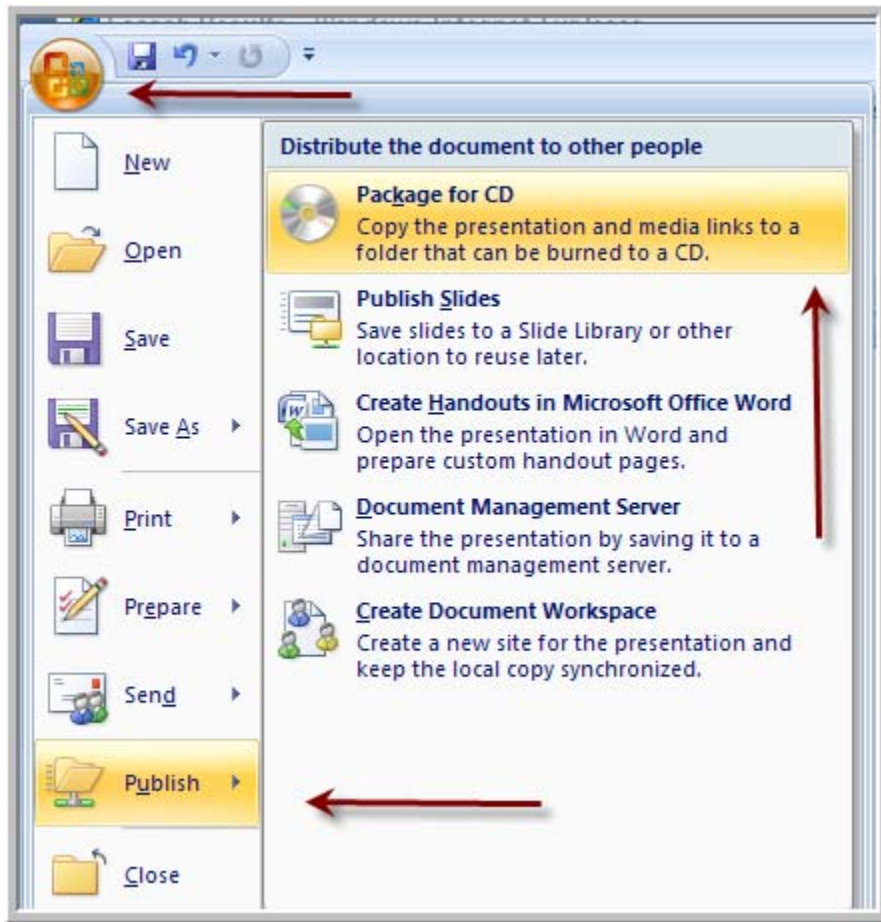 New
Open
Save
Save As
Print
Prepare
Send
Publish
Close
Distribute the document to other people
Package for CD
Copy the presentation and media links to a
folder that can be burned to a CD.
Publish Slides
Save slides to a Slide Library or other
location to reuse later.
Create Handouts in Microsoft Office Word
Open the presentation in Word and
prepare custom handout pages.
Document Management Server
Share the presentation by saving it to a
document management server.
Create Document Workspace
Create a new site for the presentation and
keep the local copy synchronized.